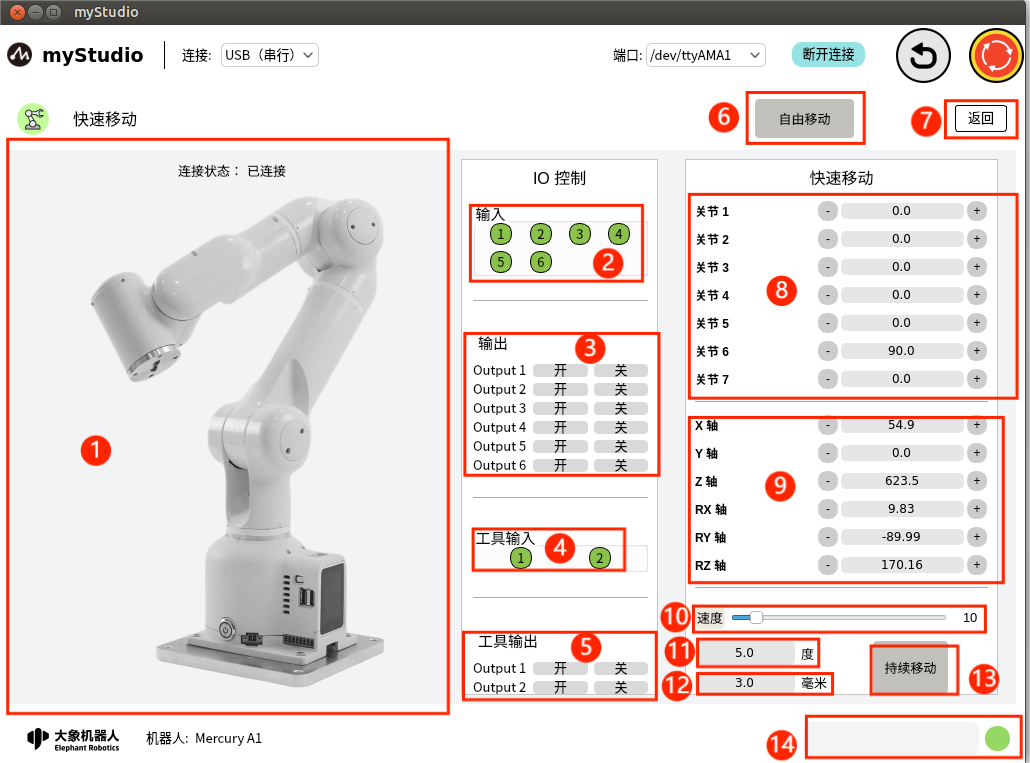 myStudio
myStudio 连接: USB（串行） 端口: /dev/ttyAMA1 断开连接
快速移动 6 自由移动 7 返回
连接状态： 已连接
1
IO 控制
输入
1 2 3 4
5 6 2
输出 3
Output 1 开 关
Output 2 开 关
Output 3 开 关
Output 4 开 关
Output 5 开 关
Output 6 开 关
工具输入 4
1 2
工具输出 5
Output 1 开 关
Output 2 开 关
快速移动
关节 1 - 0.0 +
关节 2 - 0.0 +
关节 3 - 0.0 +
关节 4 - 0.0 +
关节 5 - 0.0 +
关节 6 - 90.0 +
关节 7 - 0.0 +
8
X 轴 - 54.9 +
Y 轴 - 0.0 +
Z 轴 - 623.5 +
RX 轴 - 9.83 +
RY 轴 - -89.99 +
RZ 轴 - 170.16 +
9
10 速度 10
11 5.0 度
12 3.0 毫米
持续移动 13
大象机器人
Elephant Robotics
机器人: Mercury A1
14